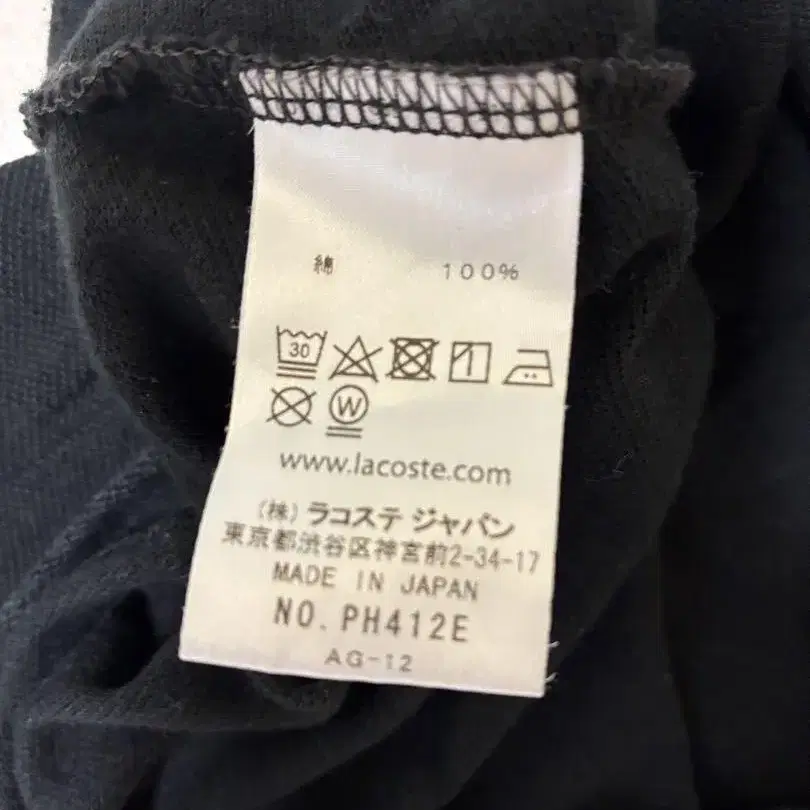 綿 100%
30
W
www.lacoste.com
(株) ラコステ ジャパン
東京都渋谷区神宮前2-34-17
MADE IN JAPAN
NO. PH412E
AG-12